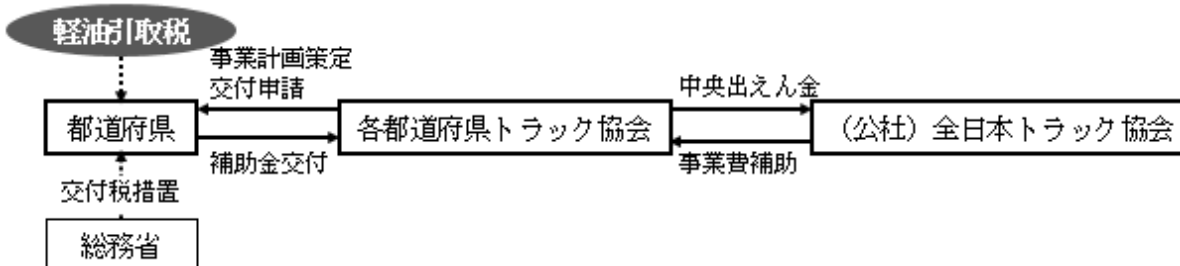 軽油引取税
事業計画策定
交付申請
中央出えん金
都道府県
各都道府県トラック協会
（公社）全日本トラック協会
補助金交付
事業費補助
交付税措置
総務省